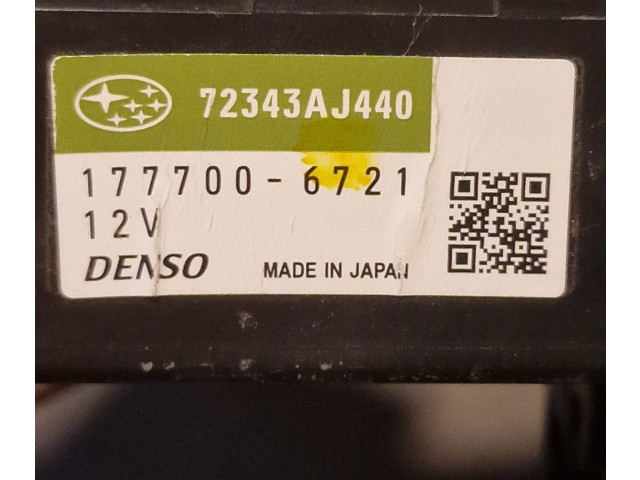 72343AJ440
177700-6721
12V
DENSO MADE IN JAPAN